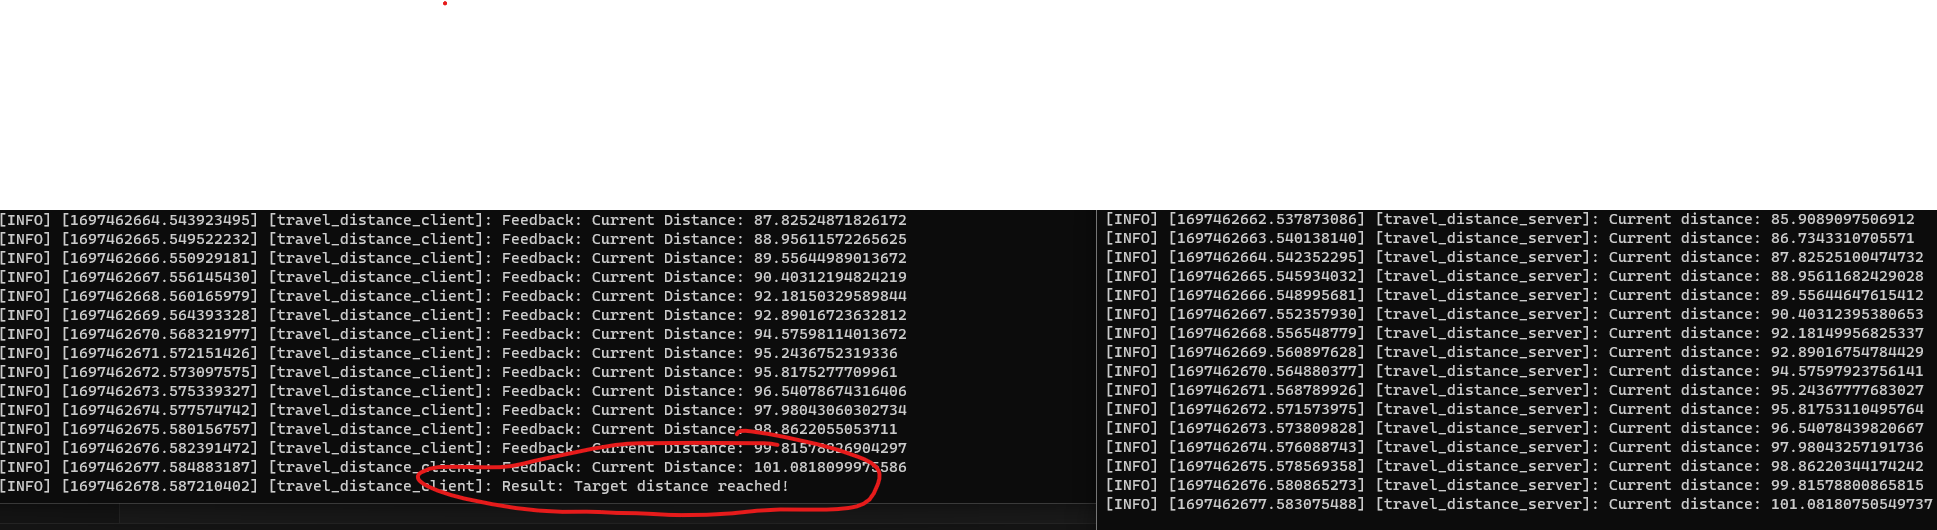 [INFO] [1697462664.543923495] [travel_distance_client]: Feedback: Current Distance: 87.82524871826172
[INFO] [1697462665.549522232] [travel_distance_client]: Feedback: Current Distance: 88.95611572265625
[INFO] [1697462666.550929181] [travel_distance_client]: Feedback: Current Distance: 89.55644989013672
[INFO] [1697462667.556145430] [travel_distance_client]: Feedback: Current Distance: 90.40312194824219
[INFO] [1697462668.560165979] [travel_distance_client]: Feedback: Current Distance: 92.18150329589844
[INFO] [1697462669.564393328] [travel_distance_client]: Feedback: Current Distance: 92.89016723632812
[INFO] [1697462670.568321977] [travel_distance_client]: Feedback: Current Distance: 94.57598114013672
[INFO] [1697462671.572151426] [travel_distance_client]: Feedback: Current Distance: 95.2436752319336
[INFO] [1697462672.573097575] [travel_distance_client]: Feedback: Current Distance: 95.8175277709961
[INFO] [1697462673.575339327] [travel_distance_client]: Feedback: Current Distance: 96.54078674316406
[INFO] [1697462674.577574742] [travel_distance_client]: Feedback: Current Distance: 97.98043060302734
[INFO] [1697462675.580156757] [travel_distance_client]: Feedback: Current Distance: 98.8622055053711
[INFO] [1697462676.582391472] [travel_distance_client]: Feedback: Current Distance: 99.81578826904297
[INFO] [1697462677.584883187] [travel_distance_client]: Feedback: Current Distance:
[INFO] [1697462678.587210402] [travel_distance_client]: Result: Target distance reached!
[INFO] [1697462662.537873086] [travel_distance_server]: Current distance: 85.9089097506912
[INFO] [1697462663.540138140] [travel_distance_server]: Current distance: 86.7343310705571
[INFO] [1697462664.542352295] [travel_distance_server]: Current distance: 87.82525100474732
[INFO] [1697462665.545934032] [travel_distance_server]: Current distance: 88.95611682429028
[INFO] [1697462666.548995681] [travel_distance_server]: Current distance: 89.55644647615412
[INFO] [1697462667.552357930] [travel_distance_server]: Current distance: 90.40312395380653
[INFO] [1697462668.556548779] [travel_distance_server]: Current distance: 92.18149956825337
[INFO] [1697462669.560897628] [travel_distance_server]: Current distance: 92.89016754784429
[INFO] [1697462670.564880377] [travel_distance_server]: Current distance: 94.57597923756141
[INFO] [1697462671.568789926] [travel_distance_server]: Current distance: 95.24367777683027
[INFO] [1697462672.571573975] [travel_distance_server]: Current distance: 95.81753110495764
[INFO] [1697462673.573809828] [travel_distance_server]: Current distance: 96.54078439820667
[INFO] [1697462674.576088743] [travel_distance_server]: Current distance: 97.98043257191736
[INFO] [1697462675.578569358] [travel_distance_server]: Current distance: 98.86220344174242
[INFO] [1697462676.580865273] [travel_distance_server]: Current distance: 99.81578800865815
[INFO] [1697462677.583075488] [travel_distance_server]: Current distance: 101.08180750549737